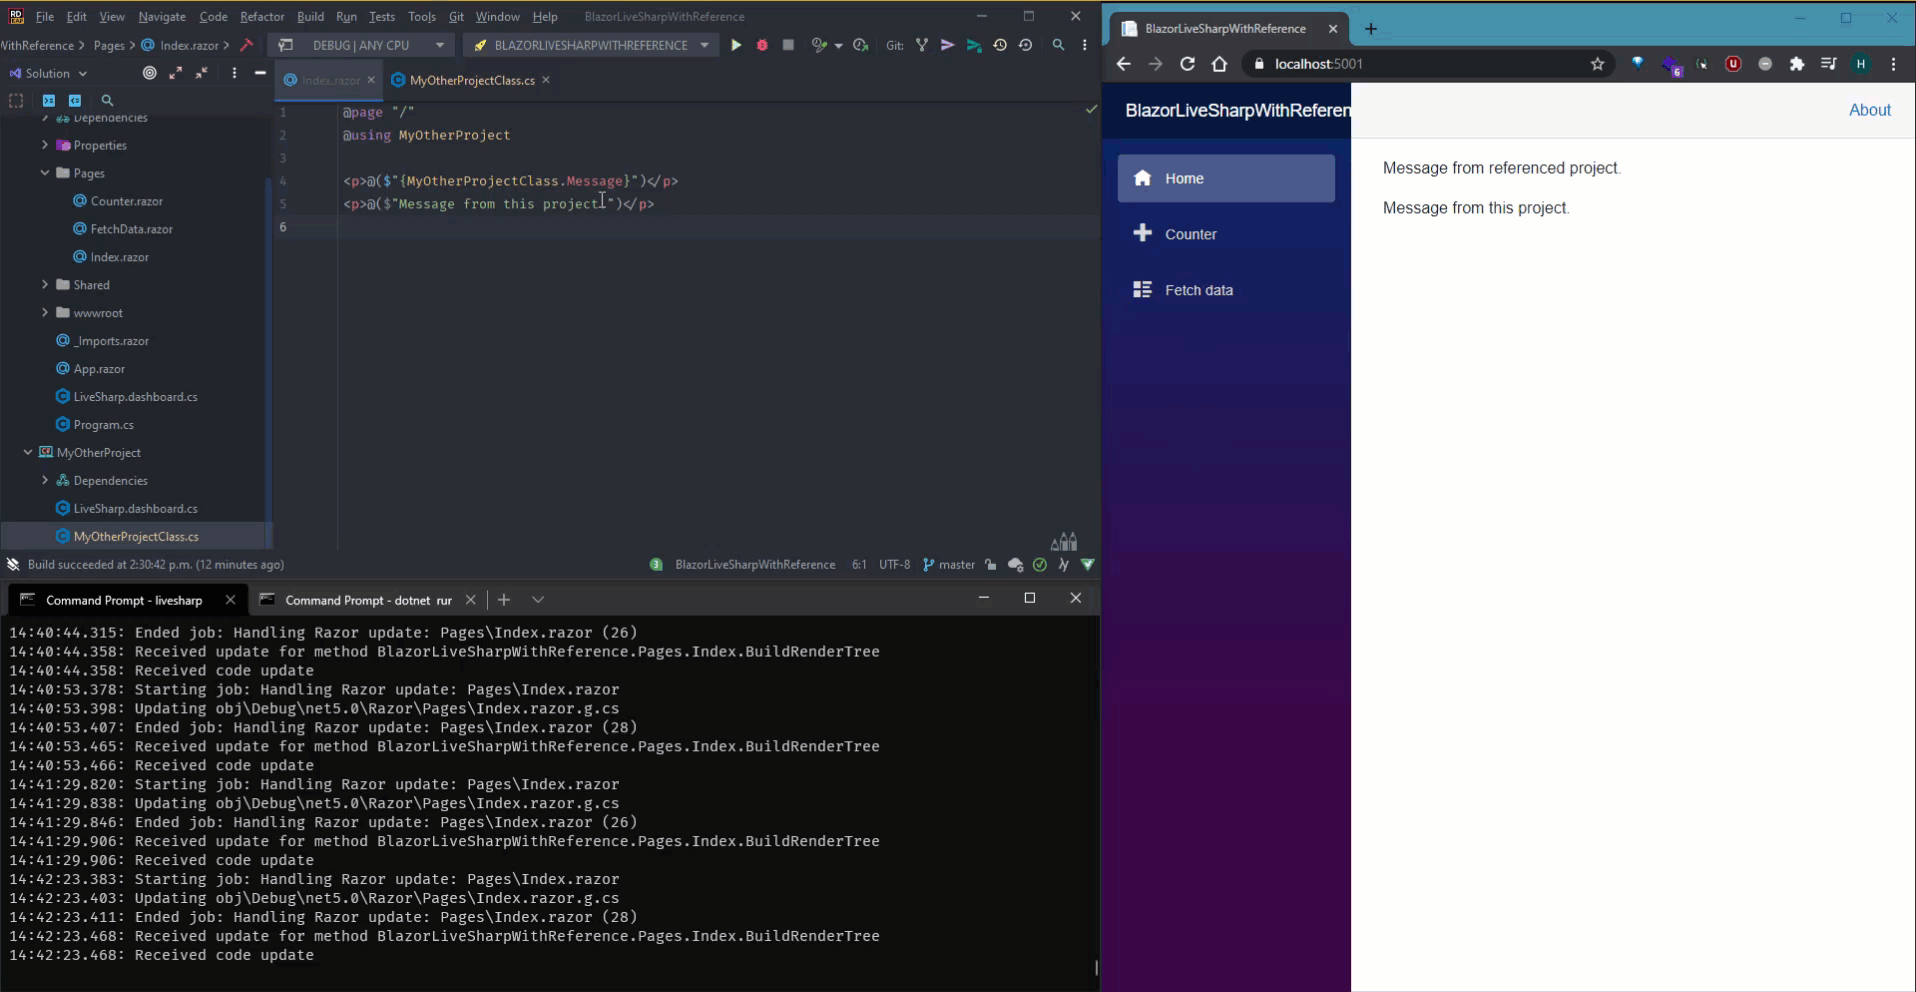 File Edit View Navigate Code Refactor Build Run Tests Tools Git Window Help BlazorLiveSharpWithReference
WithReference > Pages > Index.razor > DEBUG | ANY CPU BLAZORLIVESHARPWITHREFERENCE Git:
Solution
Index.razor
MyOtherProjectClass.cs
Dependencies
Properties
Pages
Counter.razor
FetchData.razor
Index.razor
Shared
wwwroot
_Imports.razor
App.razor
LiveSharp.dashboard.cs
Program.cs
MyOtherProject
Dependencies
LiveSharp.dashboard.cs
MyOtherProjectClass.cs
1 @page "/"
2 @using MyOtherProject
3
4 <p>@($"{MyOtherProjectClass.Message}")</p>
5 <p>@($"Message from this project.")</p>
6
Build succeeded at 2:30:42 p.m. (12 minutes ago)
3 BlazorLiveSharpWithReference 6:1 UTF-8 master
Command Prompt - livesharp
Command Prompt - dotnet run
14:40:44.315: Ended job: Handling Razor update: Pages\Index.razor (26)
14:40:44.358: Received update for method BlazorLiveSharpWithReference.Pages.Index.BuildRenderTree
14:40:44.358: Received code update
14:40:53.378: Starting job: Handling Razor update: Pages\Index.razor
14:40:53.398: Updating obj\Debug\net5.0\Razor\Pages\Index.razor.g.cs
14:40:53.407: Ended job: Handling Razor update: Pages\Index.razor (28)
14:40:53.465: Received update for method BlazorLiveSharpWithReference.Pages.Index.BuildRenderTree
14:40:53.466: Received code update
14:41:29.820: Starting job: Handling Razor update: Pages\Index.razor
14:41:29.838: Updating obj\Debug\net5.0\Razor\Pages\Index.razor.g.cs
14:41:29.846: Ended job: Handling Razor update: Pages\Index.razor (26)
14:41:29.906: Received update for method BlazorLiveSharpWithReference.Pages.Index.BuildRenderTree
14:41:29.906: Received code update
14:42:23.383: Starting job: Handling Razor update: Pages\Index.razor
14:42:23.403: Updating obj\Debug\net5.0\Razor\Pages\Index.razor.g.cs
14:42:23.411: Ended job: Handling Razor update: Pages\Index.razor (28)
14:42:23.468: Received update for method BlazorLiveSharpWithReference.Pages.Index.BuildRenderTree
14:42:23.468: Received code update
BlazorLiveSharpWithReference
localhost:5001
6
H
BlazorLiveSharpWithReferen
About
Home
Counter
Fetch data
Message from referenced project.
Message from this project.